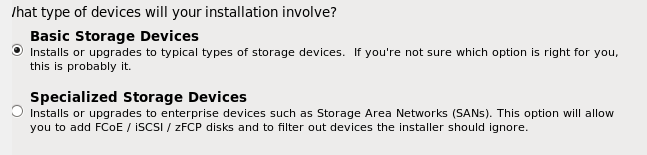 What type of devices will your installation involve?
Basic Storage Devices
Installs or upgrades to typical types of storage devices.  If you're not sure which option is right for you,
this is probably it.
Specialized Storage Devices
Installs or upgrades to enterprise devices such as Storage Area Networks (SANs). This option will allow
you to add FCoE / iSCSI / zFCP disks and to filter out devices the installer should ignore.